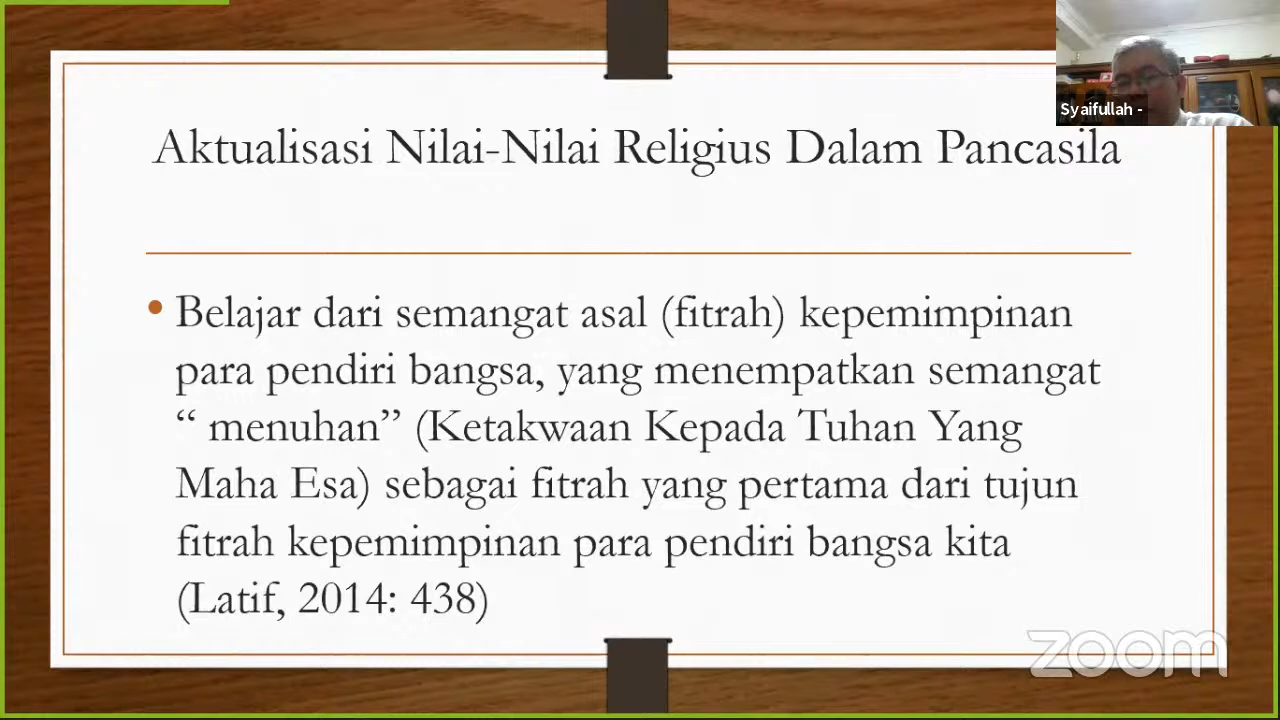 Syaifullah -
Aktualisasi Nilai-Nilai Religius Dalam Pancasila
• Belajar dari semangat asal (fitrah) kepemimpinan
para pendiri bangsa, yang menempatkan semangat
“ menuhan” (Ketakwaan Kepada Tuhan Yang
Maha Esa) sebagai fitrah yang pertama dari tujun
fitrah kepemimpinan para pendiri bangsa kita
(Latif, 2014: 438)
zoom